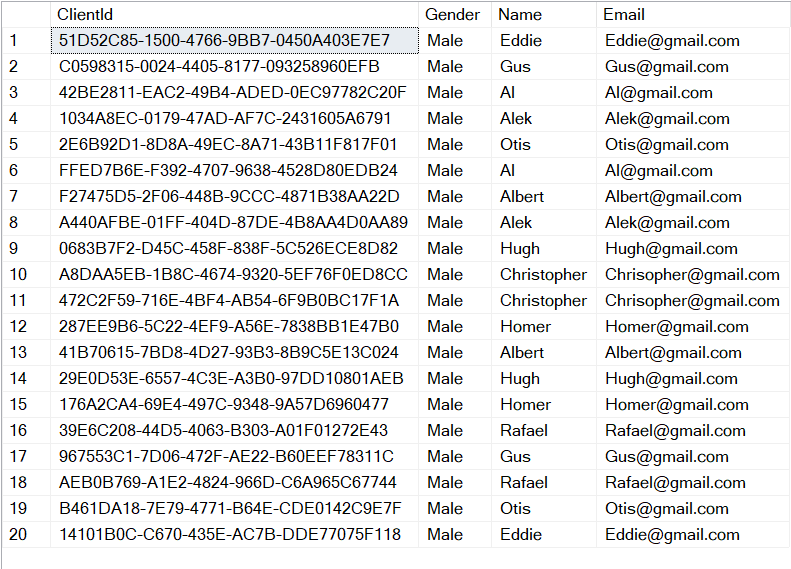 ClientId Gender Name Email
1 51D52C85-1500-4766-9BB7-0450A403E7E7 Male Eddie Eddie@gmail.com
2 C0598315-0024-4405-8177-093258960EFB Male Gus Gus@gmail.com
3 42BE2811-EAC2-49B4-ADED-0EC97782C20F Male Al Al@gmail.com
4 1034A8EC-0179-47AD-AF7C-2431605A6791 Male Alek Alek@gmail.com
5 2E6B92D1-8D8A-49EC-8A71-43B11F817F01 Male Otis Otis@gmail.com
6 FFED7B6E-F392-4707-9638-4528D80EDB24 Male Al Al@gmail.com
7 F27475D5-2F06-448B-9CCC-4871B38AA22D Male Albert Albert@gmail.com
8 A440AFBE-01FF-404D-87DE-4B8AA4D0AA89 Male Alek Alek@gmail.com
9 0683B7F2-D45C-458F-838F-5C526ECE8D82 Male Hugh Hugh@gmail.com
10 A8DAA5EB-1B8C-4674-9320-5EF76F0ED8CC Male Christopher Chrisopher@gmail.com
11 472C2F59-716E-4BF4-AB54-6F9B0BC17F1A Male Christopher Chrisopher@gmail.com
12 287EE9B6-5C22-4EF9-A56E-7838BB1E47B0 Male Homer Homer@gmail.com
13 41B70615-7BD8-4D27-93B3-8B9C5E13C024 Male Albert Albert@gmail.com
14 29E0D53E-6557-4C3E-A3B0-97DD10801AEB Male Hugh Hugh@gmail.com
15 176A2CA4-69E4-497C-9348-9A57D6960477 Male Homer Homer@gmail.com
16 39E6C208-44D5-4063-B303-A01F01272E43 Male Rafael Rafael@gmail.com
17 967553C1-7D06-472F-AE22-B60EEF78311C Male Gus Gus@gmail.com
18 AEB0B769-A1E2-4824-966D-C6A965C67744 Male Rafael Rafael@gmail.com
19 B461DA18-7E79-4771-B64E-CDE0142C9E7F Male Otis Otis@gmail.com
20 14101B0C-C670-435E-AC7B-DDE77075F118 Male Eddie Eddie@gmail.com